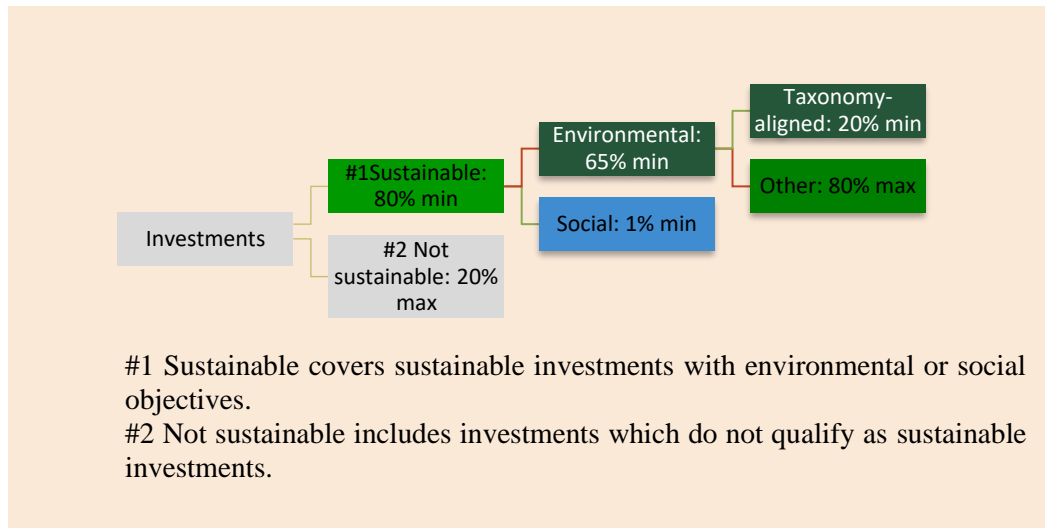 Investments
#1Sustainable:
80% min
#2 Not
sustainable: 20%
max
Environmental:
65% min
Social: 1% min
Taxonomy-
aligned: 20% min
Other: 80% max
#1 Sustainable covers sustainable investments with environmental or social
objectives.
#2 Not sustainable includes investments which do not qualify as sustainable
investments.